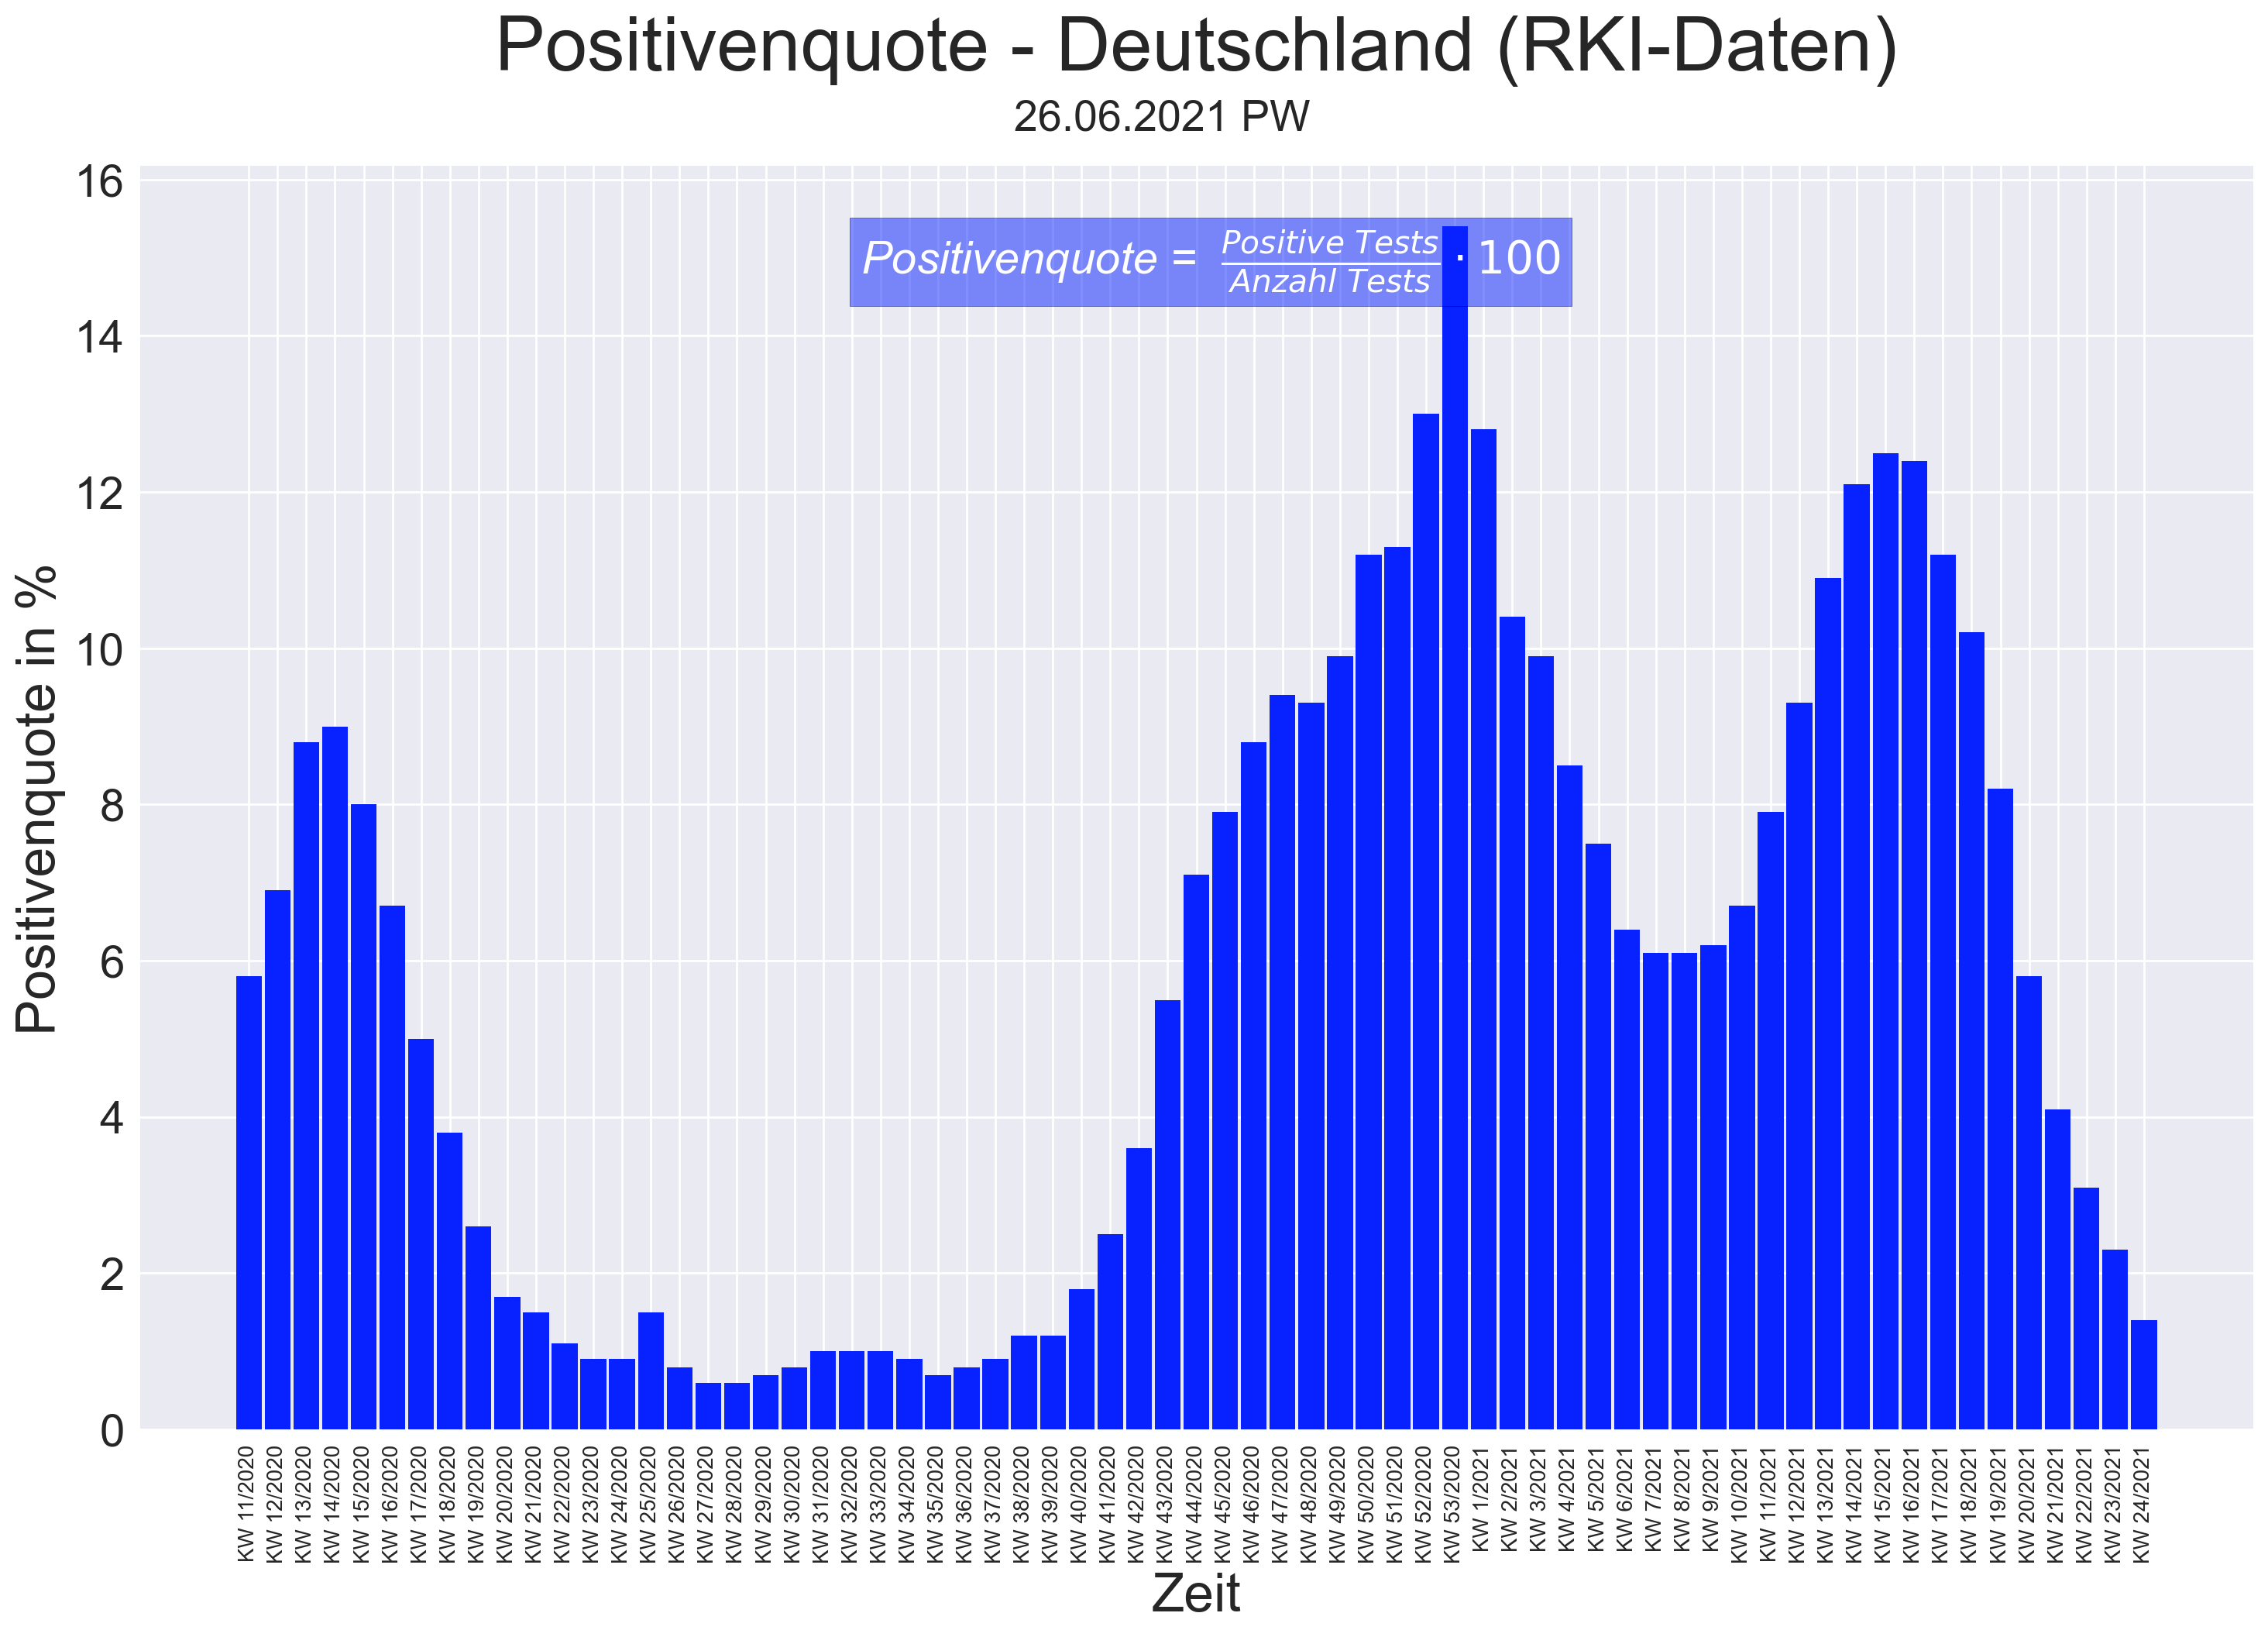 Positivenquote - Deutschland (RKI-Daten)
26.06.2021 PW
Positivenquote = Positive Tests / Anzahl Tests · 100
Positivenquote in %
16
14
12
10
8
6
4
2
0
KW 11/2020
KW 12/2020
KW 13/2020
KW 14/2020
KW 15/2020
KW 16/2020
KW 17/2020
KW 18/2020
KW 19/2020
KW 20/2020
KW 21/2020
KW 22/2020
KW 23/2020
KW 24/2020
KW 25/2020
KW 26/2020
KW 27/2020
KW 28/2020
KW 29/2020
KW 30/2020
KW 31/2020
KW 32/2020
KW 33/2020
KW 34/2020
KW 35/2020
KW 36/2020
KW 37/2020
KW 38/2020
KW 39/2020
KW 40/2020
KW 41/2020
KW 42/2020
KW 43/2020
KW 44/2020
KW 45/2020
KW 46/2020
KW 47/2020
KW 48/2020
KW 49/2020
KW 50/2020
KW 51/2020
KW 52/2020
KW 53/2020
KW 1/2021
KW 2/2021
KW 3/2021
KW 4/2021
KW 5/2021
KW 6/2021
KW 7/2021
KW 8/2021
KW 9/2021
KW 10/2021
KW 11/2021
KW 12/2021
KW 13/2021
KW 14/2021
KW 15/2021
KW 16/2021
KW 17/2021
KW 18/2021
KW 19/2021
KW 20/2021
KW 21/2021
KW 22/2021
KW 23/2021
KW 24/2021
Zeit